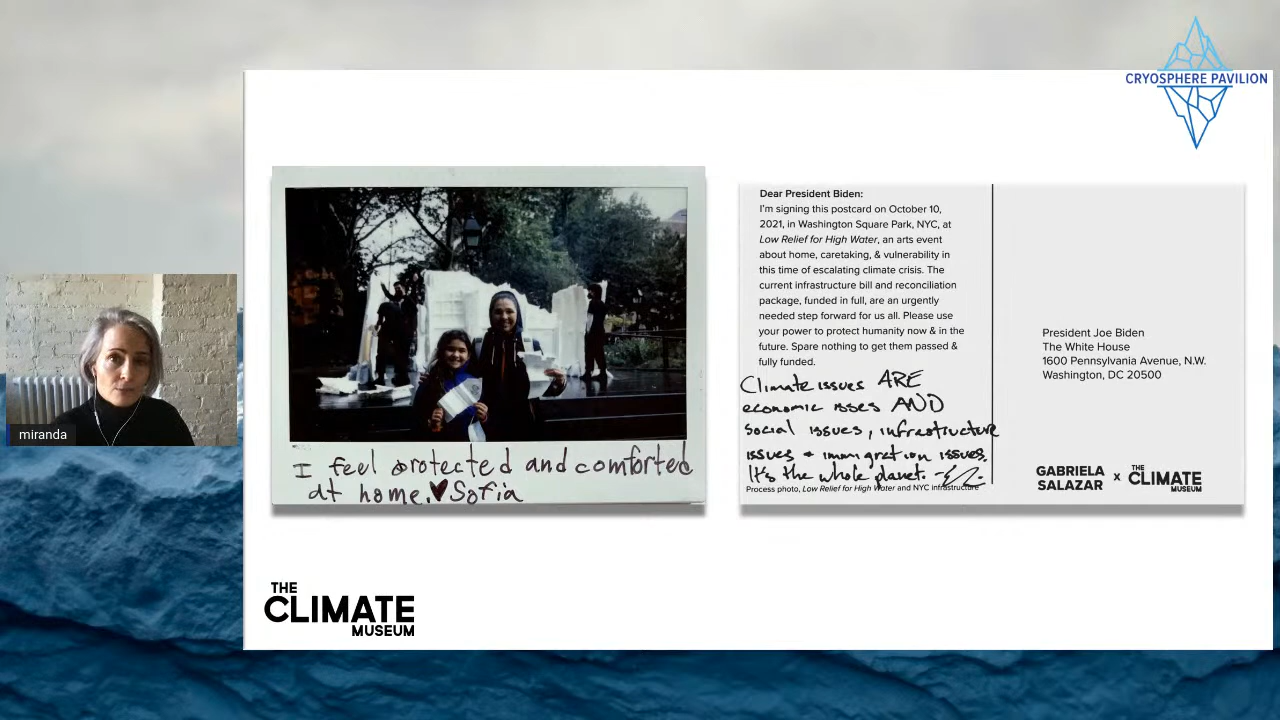 CRYOSPHERE PAVILION
Dear President Biden:
I'm signing this postcard on October 10,
2021, in Washington Square Park, NYC, at
Low Relief for High Water, an arts event
about home, caretaking, & vulnerability in
this time of escalating climate crisis. The
current infrastructure bill and reconciliation
package, funded in full, are an urgently
needed step forward for us all. Please use
your power to protect humanity now & in the
future. Spare nothing to get them passed &
fully funded.
Climate issues ARE
economic isses AND
social issues, infrastructure
issues + immigration issues.
It's the whole planet.
Process photo, Low Relief for High Water and NYC infrastructure
President Joe Biden
The White House
1600 Pennsylvania Avenue, N.W.
Washington, DC 20500
GABRIELA
SALAZAR
x
THE
CLIMATE
MUSEUM
I feel protected and comforted
at home.♥Sofia
miranda
THE
CLIMATE
MUSEUM